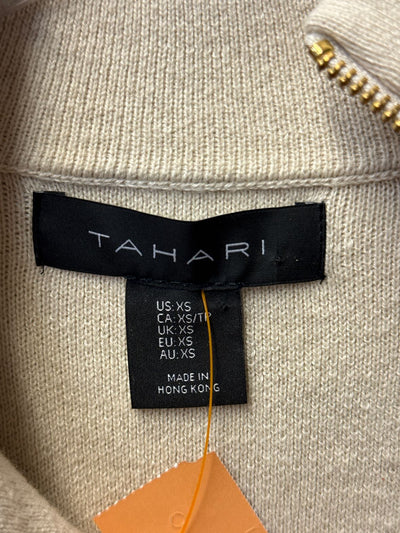 TAHARI
US: XS
CA: XS/TP
UK: XS
EU: XS
AU: XS
MADE IN
HONG KONG